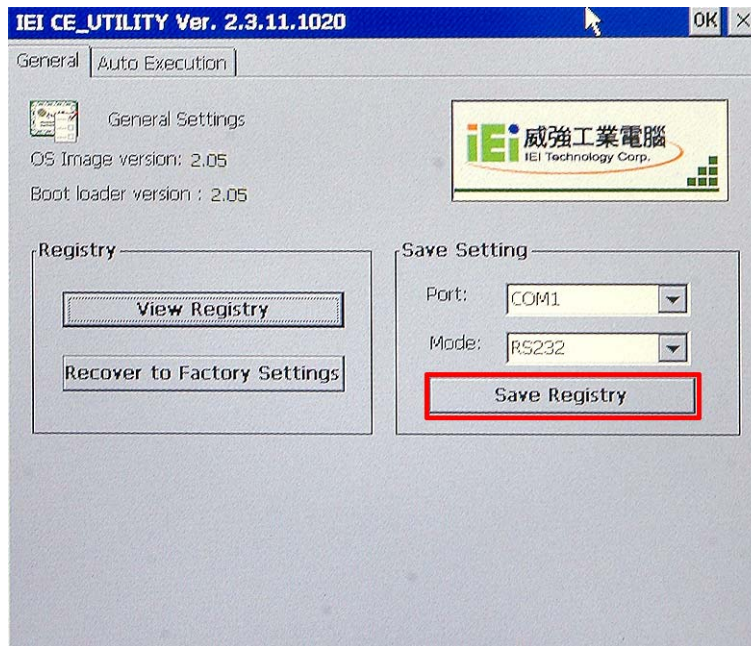 IEI CE_UTILITY Ver. 2.3.11.1020
OK
General
Auto Execution
General Settings
OS Image version: 2.05
Boot loader version : 2.05
iEi
威強工業電腦
IEI Technology Corp.
Registry
View Registry
Recover to Factory Settings
Save Setting
Port:
COM1
Mode:
RS232
Save Registry